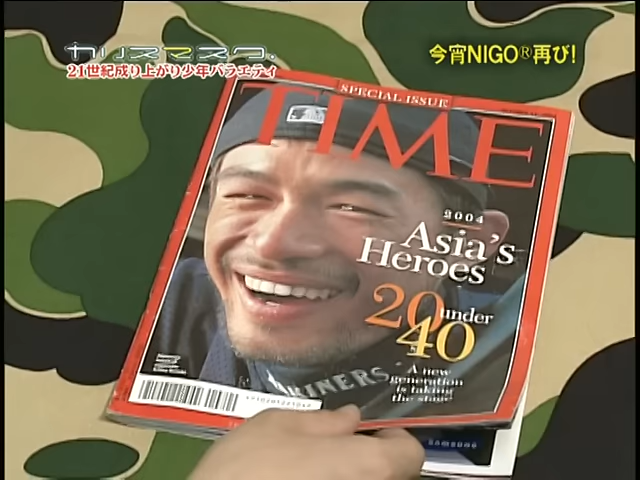 カリスマスク.
21世紀成り上がり少年バラエティ
今宵NIGO®再び!
SPECIAL ISSUE
TIME
2004
Asia's
Heroes
20 under
40
A new
generation
is taking
the stage
RINERS
SAMSUNG